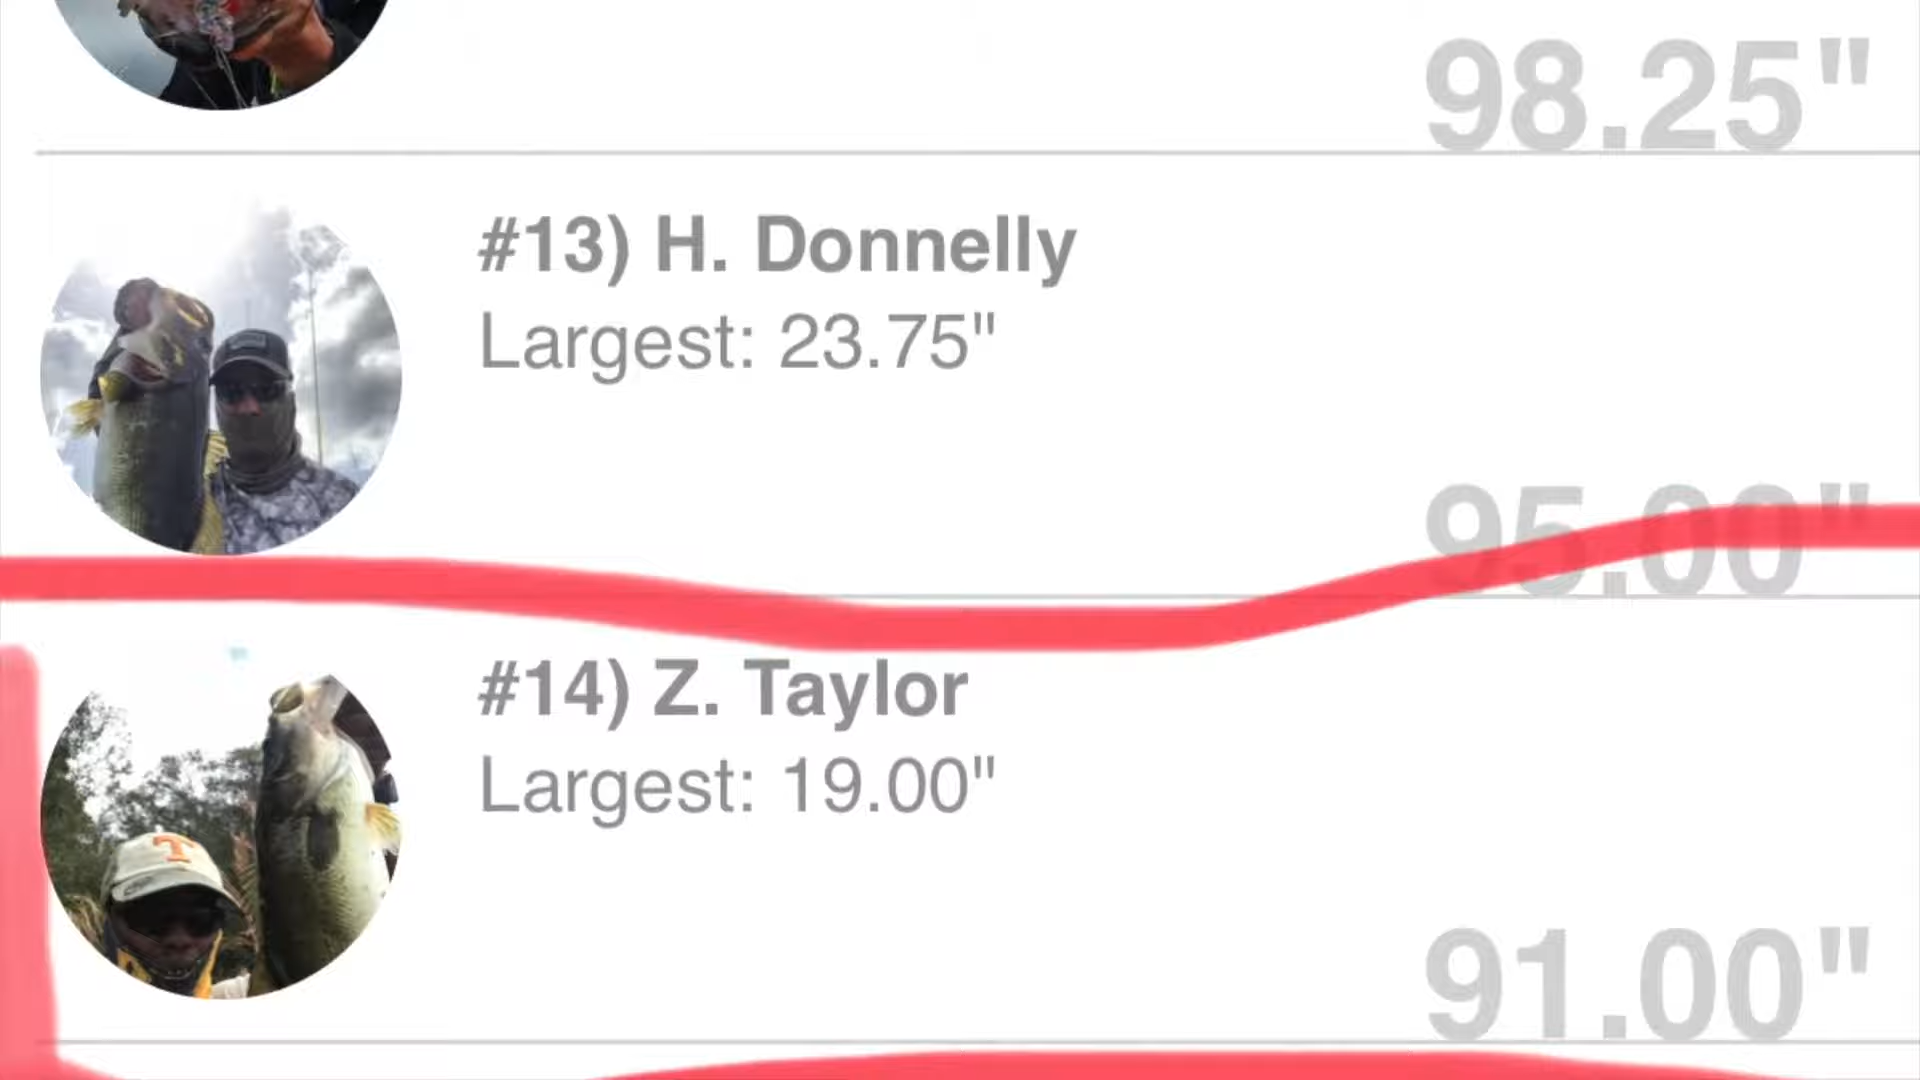 98.25"
#13) H. Donnelly
Largest: 23.75"
95.00"
#14) Z. Taylor
Largest: 19.00"
T
91.00"